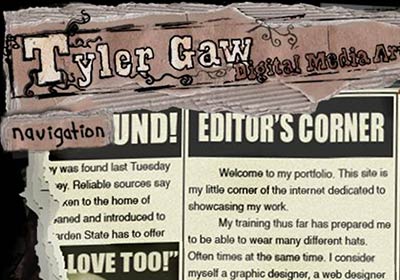 Tyler Gaw
Digital Media Ar
navigation
UND!
was found last Tuesday
ey. Reliable sources say
ken to the home of
aned and introduced to
arden State has to offer
LOVE TOO!"
EDITOR'S CORNER
Welcome to my portfolio. This site is
my little corner of the internet dedicated to
showcasing my work.
My training thus far has prepared me
to be able to wear many different hats.
Often times at the same time. I consider
myself a graphic designer, a web designer